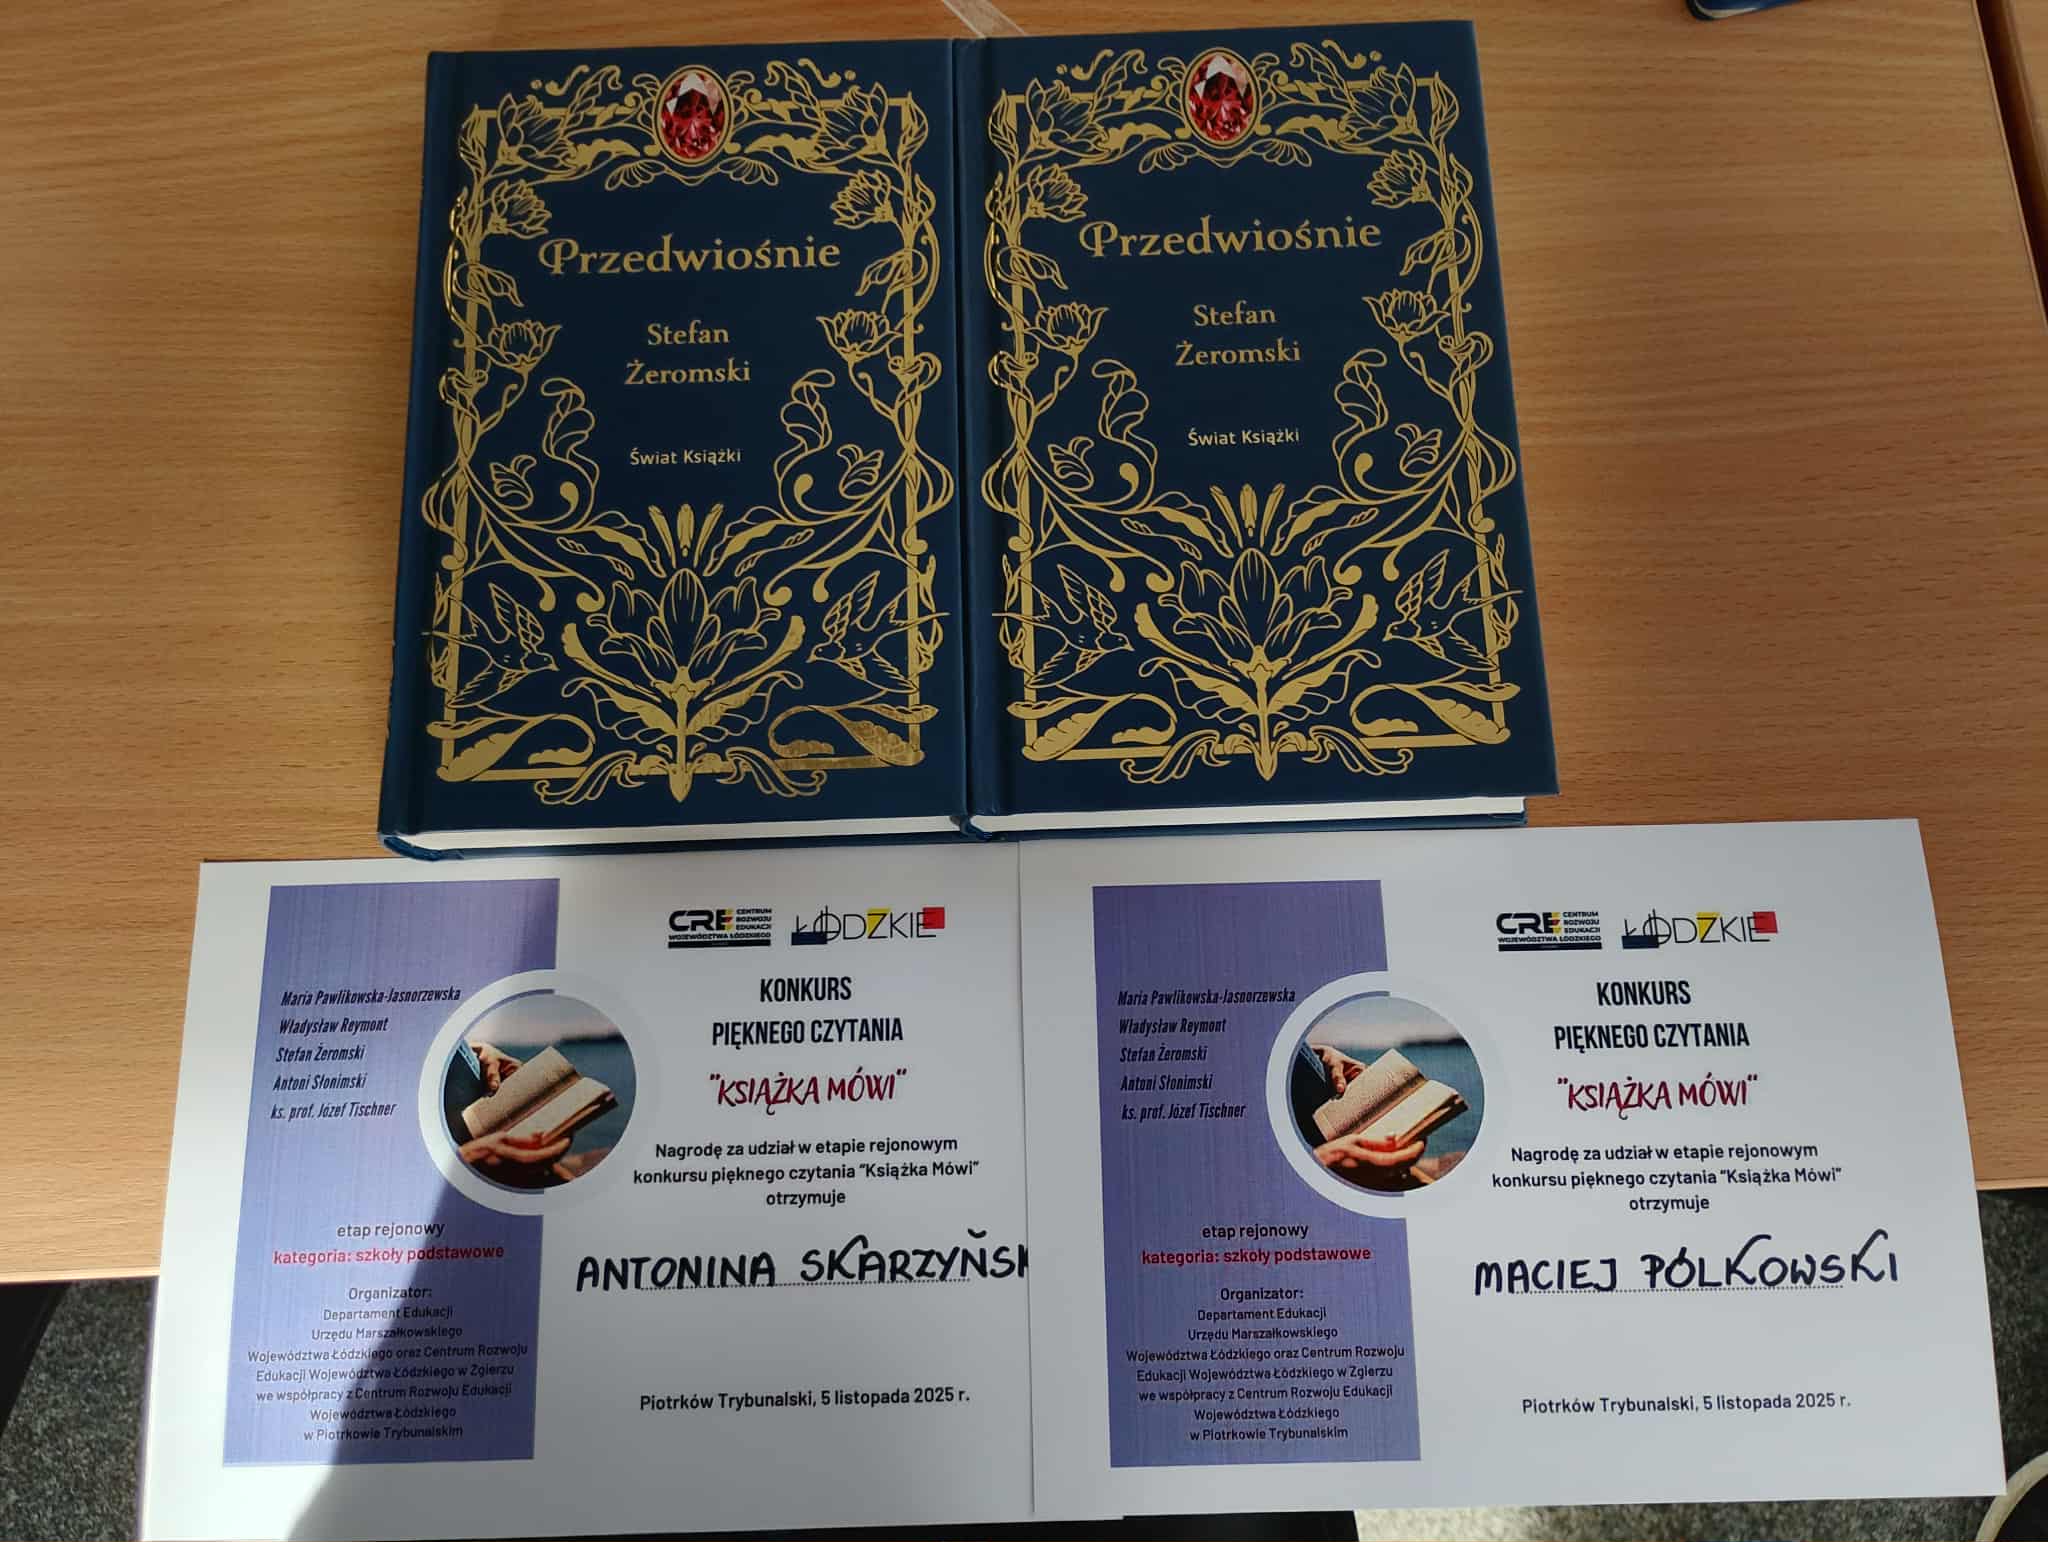 Przedwiośnie
Stefan
Żeromski
Świat Książki
Przedwiośnie
Stefan
Żeromski
Świat Książki
CRE CENTRUM
ROZWOJU
EDUKACJI
WOJEWÓDZTWA ŁÓDZKIEGO
ŁÓDZKIE
Maria Pawlikowska-Jasnorzewska
Władysław Reymont
Stefan Żeromski
Antoni Słonimski
ks. prof. Józef Tischner
KONKURS
PIĘKNEGO CZYTANIA
"KSIĄŻKA MÓWI"
Nagrodę za udział w etapie rejonowym
konkursu pięknego czytania "Książka Mówi"
otrzymuje
ANTONINA SKARZYŃSK
etap rejonowy
kategoria: szkoły podstawowe
Organizator:
Departament Edukacji
Urzędu Marszałkowskiego
Województwa Łódzkiego oraz Centrum Rozwoju
Edukacji Województwa Łódzkiego w Zgierzu
we współpracy z Centrum Rozwoju Edukacji
Województwa Łódzkiego
w Piotrkowie Trybunalskim
Piotrków Trybunalski, 5 listopada 2025 r.
CRE CENTRUM
ROZWOJU
EDUKACJI
WOJEWÓDZTWA ŁÓDZKIEGO
ŁÓDZKIE
Maria Pawlikowska-Jasnorzewska
Władysław Reymont
Stefan Żeromski
Antoni Słonimski
ks. prof. Józef Tischner
KONKURS
PIĘKNEGO CZYTANIA
"KSIĄŻKA MÓWI"
Nagrodę za udział w etapie rejonowym
konkursu pięknego czytania "Książka Mówi"
otrzymuje
MACIEJ PÓLKOWSKI
etap rejonowy
kategoria: szkoły podstawowe
Organizator:
Departament Edukacji
Urzędu Marszałkowskiego
Województwa Łódzkiego oraz Centrum Rozwoju
Edukacji Województwa Łódzkiego w Zgierzu
we współpracy z Centrum Rozwoju Edukacji
Województwa Łódzkiego
w Piotrkowie Trybunalskim
Piotrków Trybunalski, 5 listopada 2025 r.